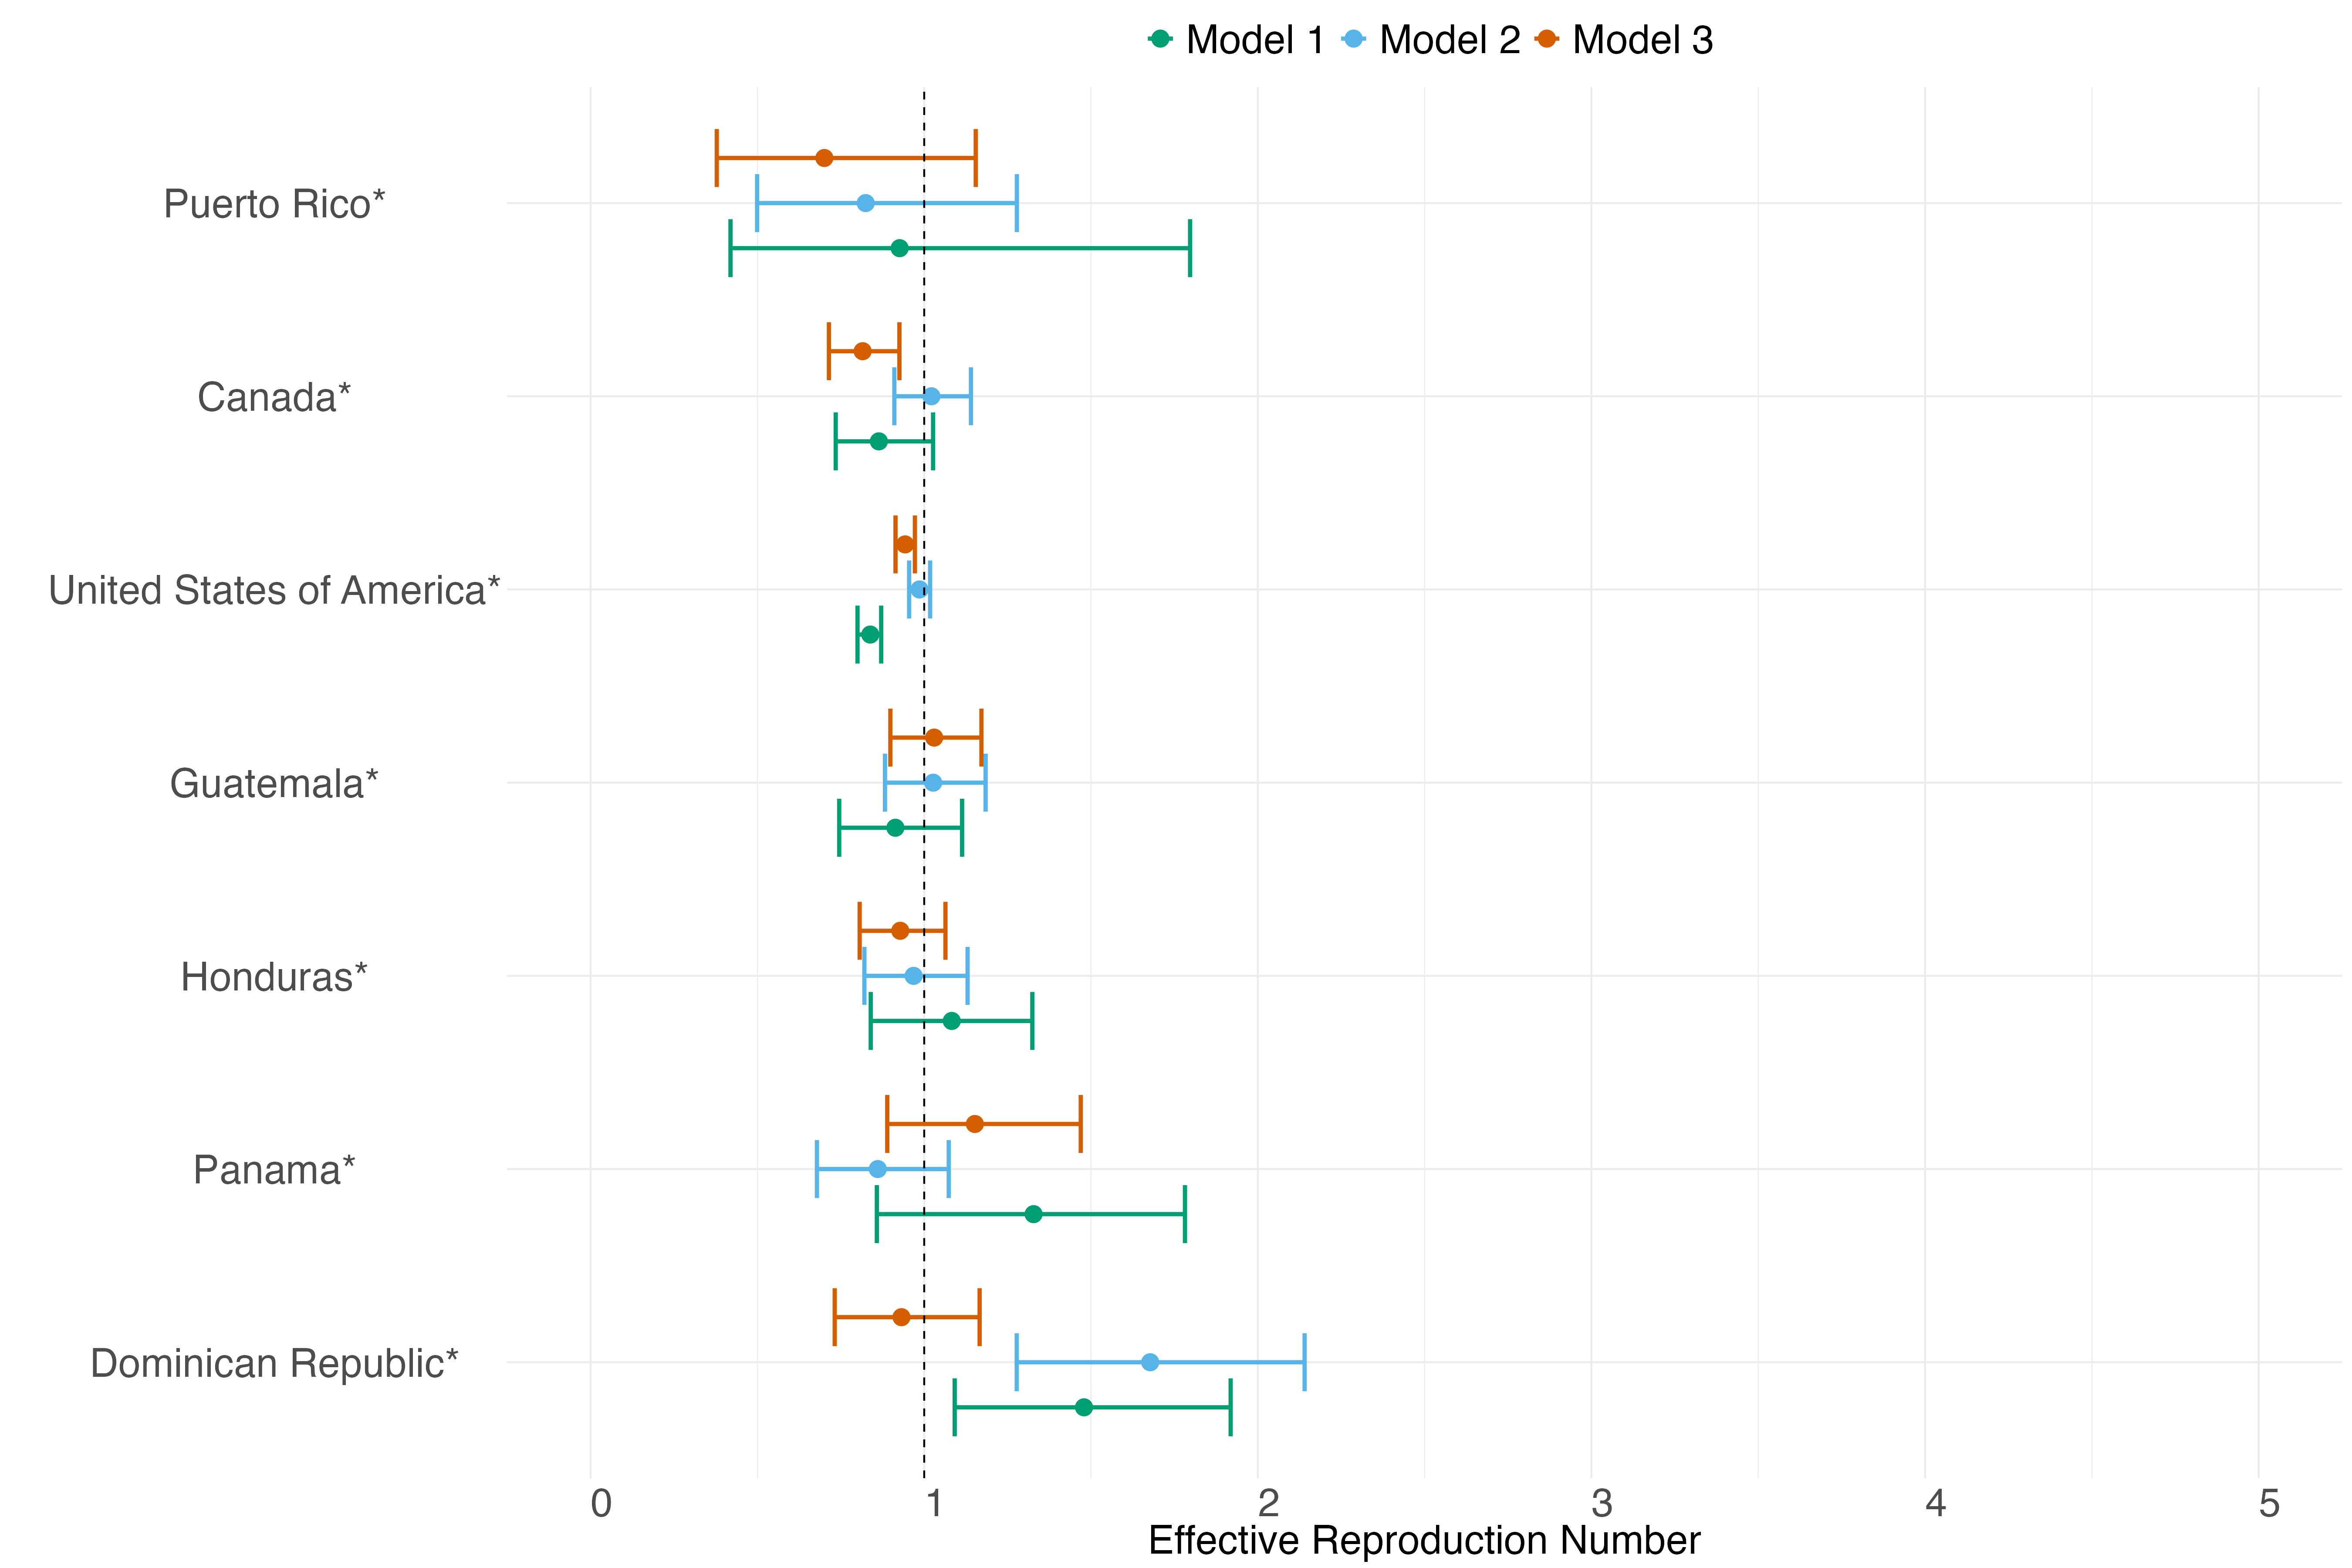 Model 1 Model 2 Model 3
Puerto Rico*
Canada*
United States of America*
Guatemala*
Honduras*
Panama*
Dominican Republic*
0 1 2 3 4 5
Effective Reproduction Number